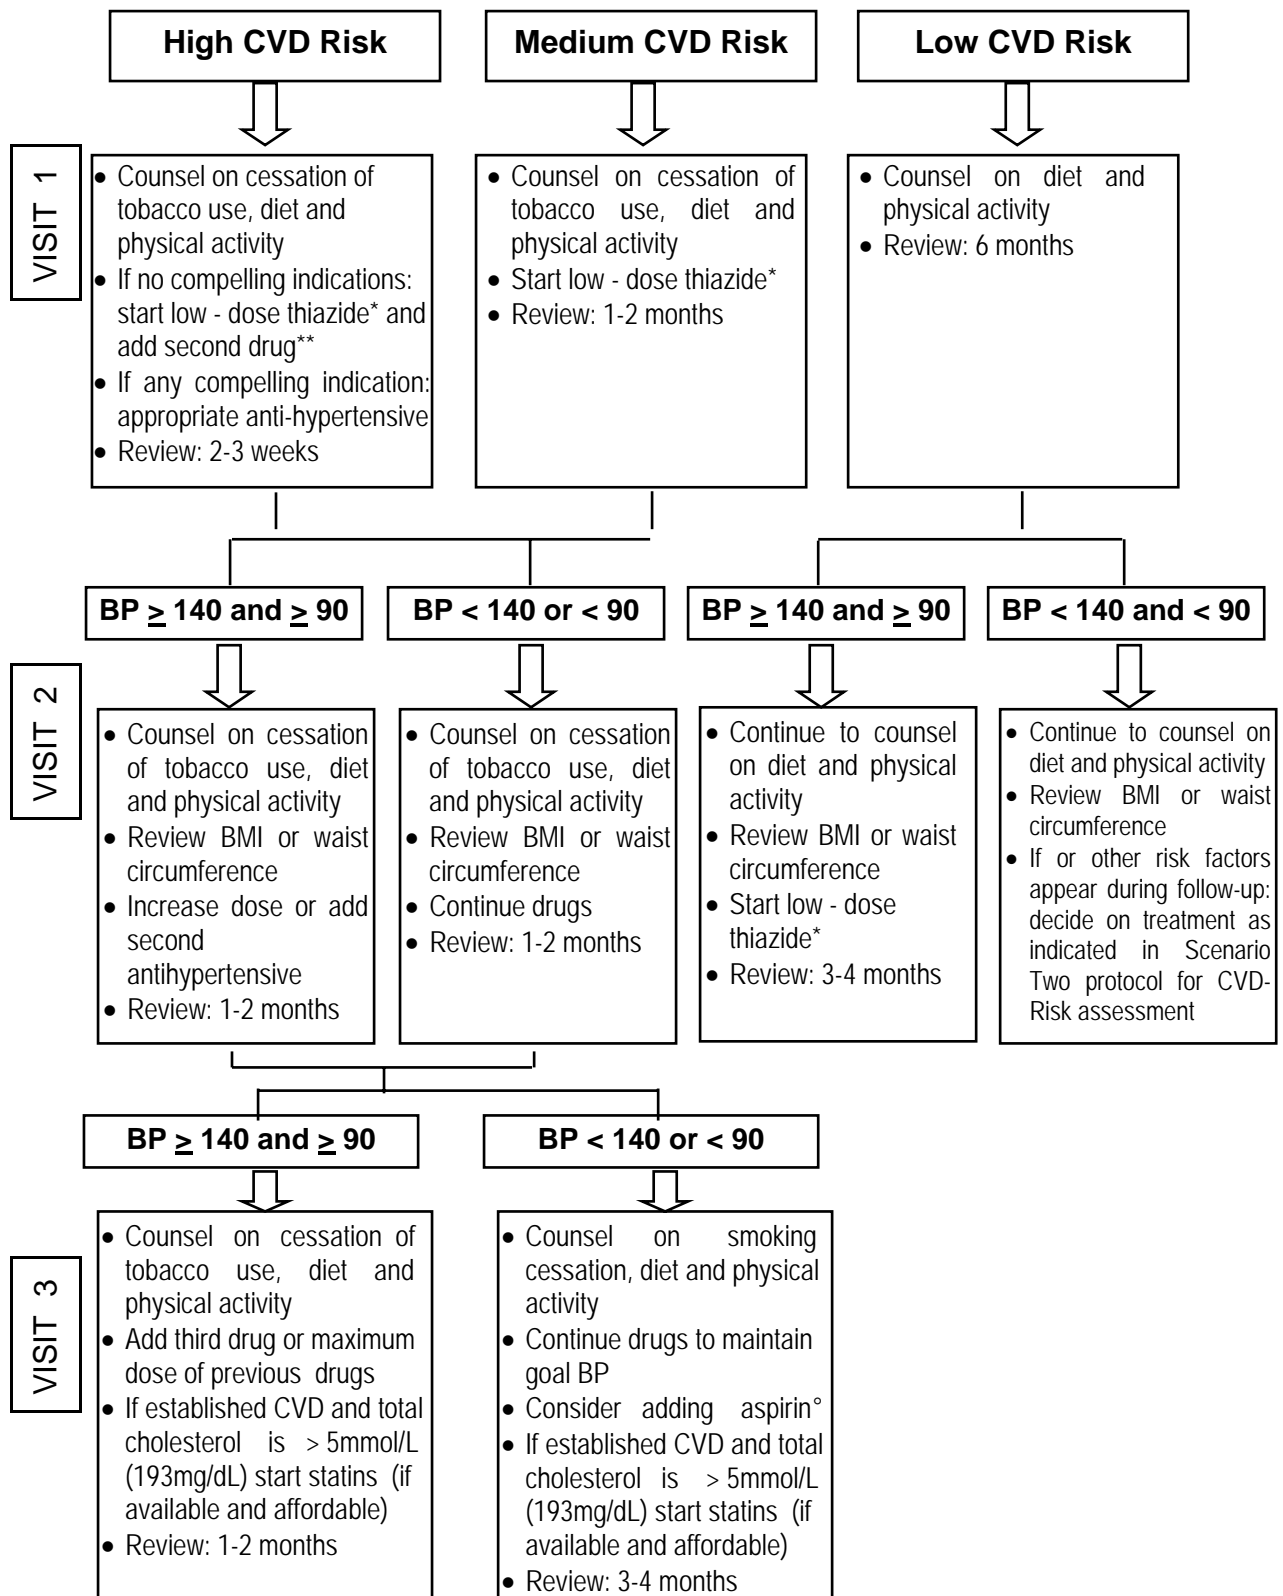 High CVD Risk
Medium CVD Risk
Low CVD Risk
VISIT 1
• Counsel on cessation of
tobacco use, diet and
physical activity
• If no compelling indications:
start low - dose thiazide* and
add second drug**
• If any compelling indication:
appropriate anti-hypertensive
• Review: 2-3 weeks
• Counsel on cessation of
tobacco use, diet and
physical activity
• Start low - dose thiazide*
• Review: 1-2 months
• Counsel on diet and
physical activity
• Review: 6 months
BP ≥ 140 and ≥ 90
BP < 140 or < 90
BP ≥ 140 and ≥ 90
BP < 140 and < 90
VISIT 2
• Counsel on cessation
of tobacco use, diet
and physical activity
• Review BMI or waist
circumference
• Increase dose or add
second
antihypertensive
• Review: 1-2 months
• Counsel on cessation
of tobacco use, diet
and physical activity
• Review BMI or waist
circumference
• Continue drugs
• Review: 1-2 months
• Continue to counsel
on diet and physical
activity
• Review BMI or waist
circumference
• Start low - dose
thiazide*
• Review: 3-4 months
• Continue to counsel on
diet and physical activity
• Review BMI or waist
circumference
• If or other risk factors
appear during follow-up:
decide on treatment as
indicated in Scenario
Two protocol for CVD-
Risk assessment
BP ≥ 140 and ≥ 90
BP < 140 or < 90
VISIT 3
• Counsel on cessation of
tobacco use, diet and
physical activity
• Add third drug or maximum
dose of previous drugs
• If established CVD and total
cholesterol is > 5mmol/L
(193mg/dL) start statins (if
available and affordable)
• Review: 1-2 months
• Counsel on smoking
cessation, diet and physical
activity
• Continue drugs to maintain
goal BP
• Consider adding aspirin°
• If established CVD and total
cholesterol is > 5mmol/L
(193mg/dL) start statins (if
available and affordable)
• Review: 3-4 months